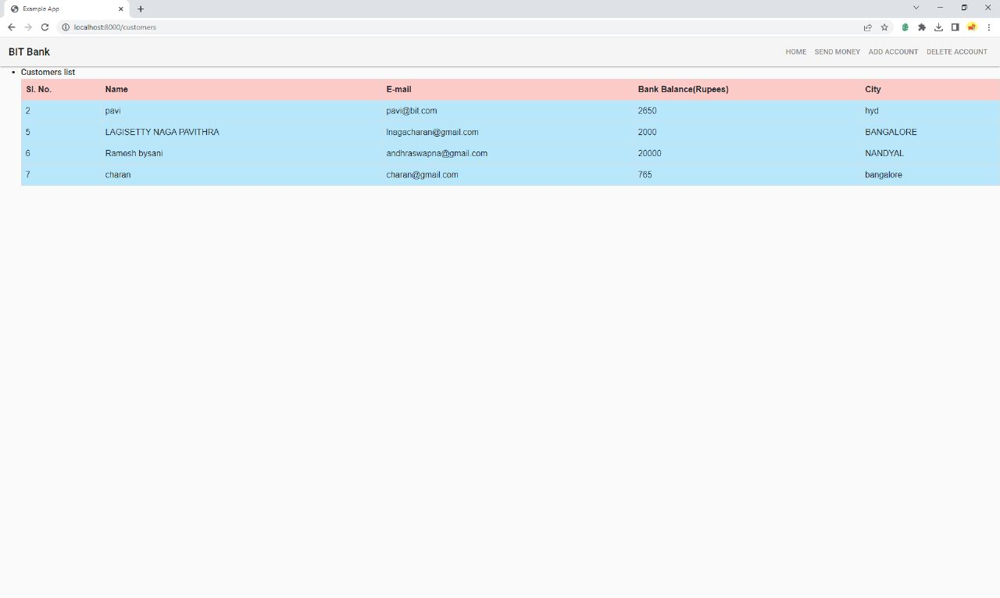 Example App
localhost:8000/customers
BIT Bank HOME SEND MONEY ADD ACCOUNT DELETE ACCOUNT
• Customers list
Sl. No. Name E-mail Bank Balance(Rupees) City
2 pavi pavi@bit.com 2650 hyd
5 LAGISETTY NAGA PAVITHRA lnagacharan@gmail.com 2000 BANGALORE
6 Ramesh bysani andhraswapna@gmail.com 20000 NANDYAL
7 charan charan@gmail.com 765 bangalore